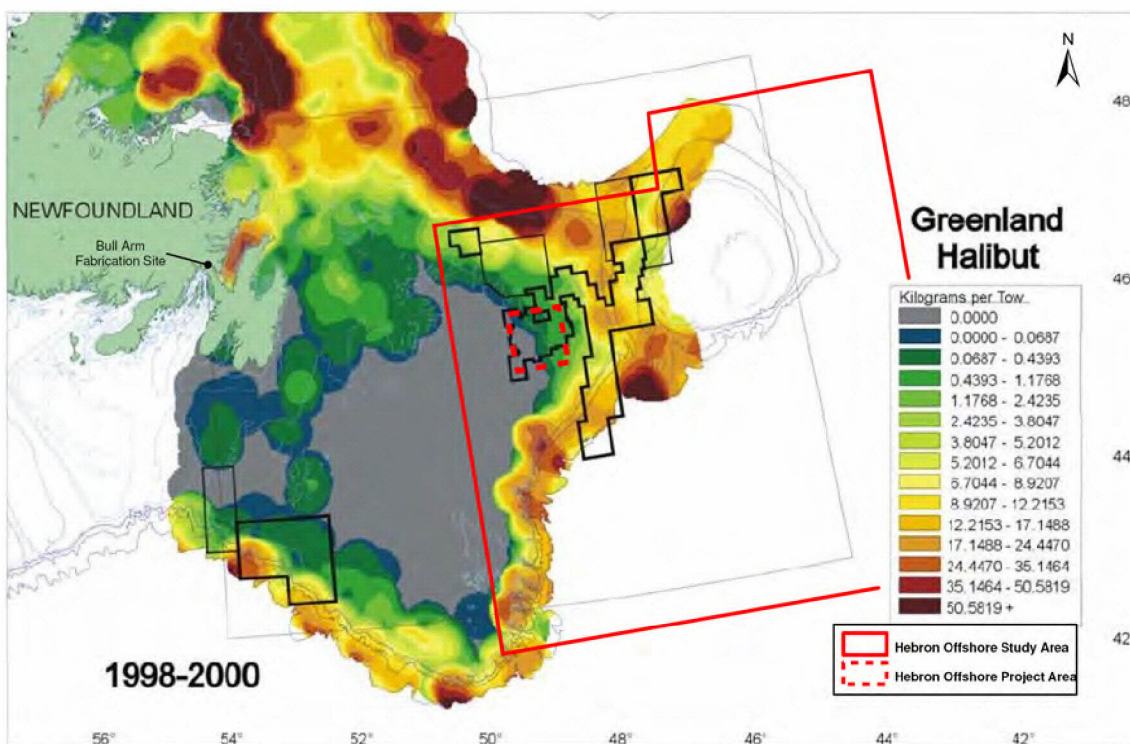 N
48
NEWFOUNDLAND
Bull Arm
Fabrication Site
Greenland
Halibut
46
Kilograms per Tow
0.0000
0.0000 - 0.0687
0.0687 - 0.4393
0.4393 - 1.1768
1.1768 - 2.4235
2.4235 - 3.8047
3.8047 - 5.2012
5.2012 - 6.7044
6.7044 - 8.9207
8.9207 - 12.2153
12.2153 - 17.1488
17.1488 - 24.4470
24.4470 - 35.1464
35.1464 - 50.5819
50.5819 +
44
42
Hebron Offshore Study Area
Hebron Offshore Project Area
1998-2000
56° 54° 52° 50° 48° 46° 44° 42°